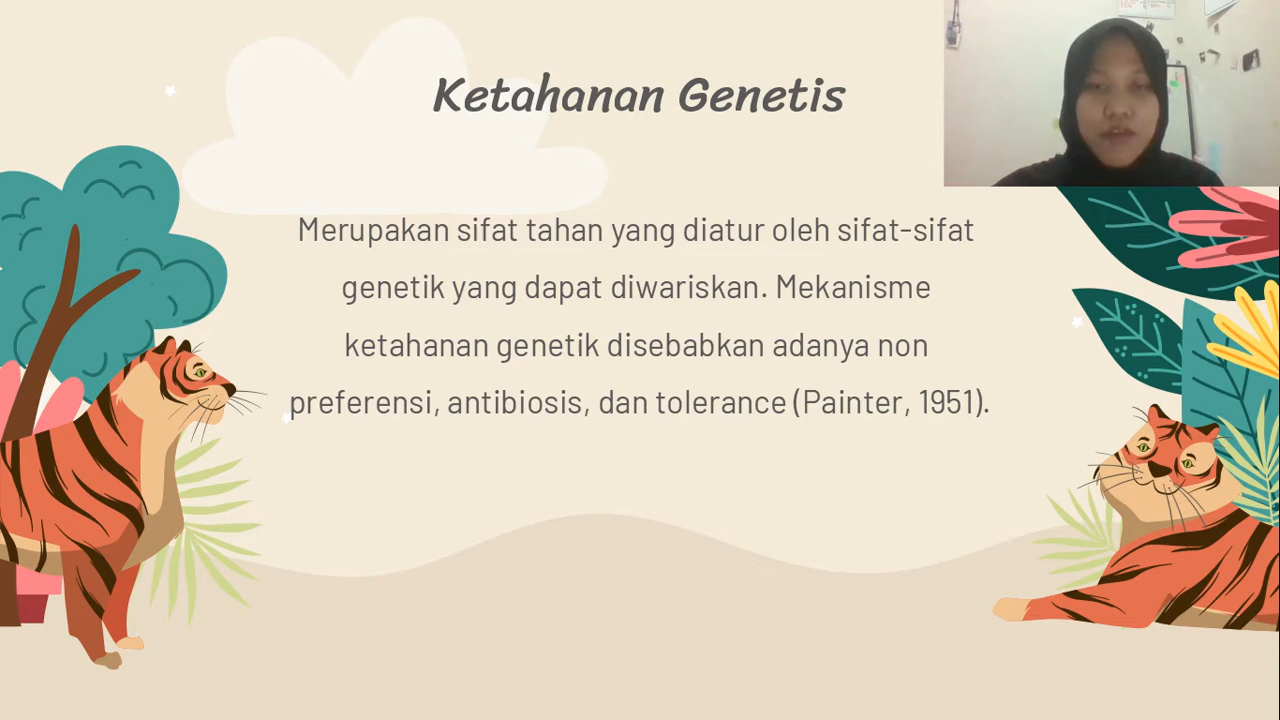 Ketahanan Genetis
Merupakan sifat tahan yang diatur oleh sifat-sifat
genetik yang dapat diwariskan. Mekanisme
ketahanan genetik disebabkan adanya non
preferensi, antibiosis, dan tolerance (Painter, 1951).